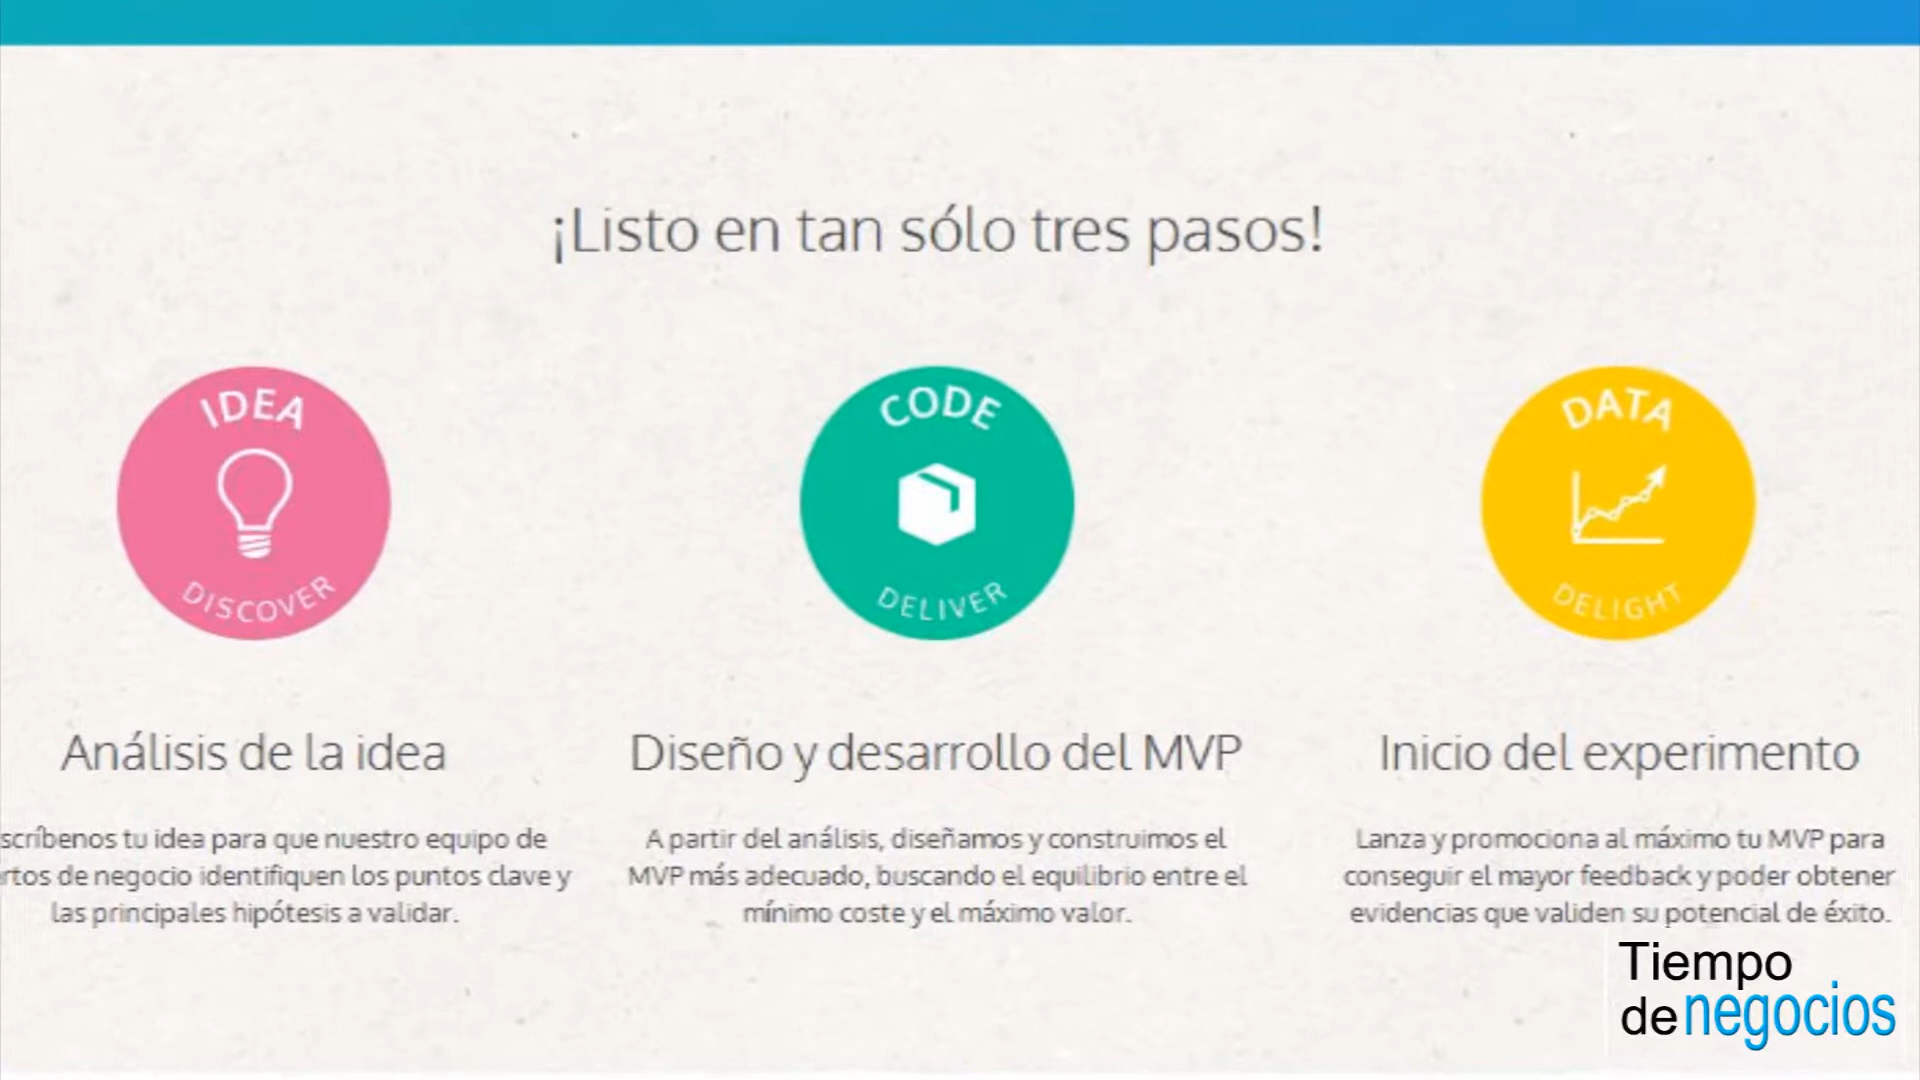 ¡Listo en tan sólo tres pasos!
IDEA
DISCOVER
CODE
DELIVER
DATA
DELIGHT
Análisis de la idea
scríbenos tu idea para que nuestro equipo de
rtos de negocio identifiquen los puntos clave y
las principales hipótesis a validar.
Diseño y desarrollo del MVP
A partir del análisis, diseñamos y construimos el
MVP más adecuado, buscando el equilibrio entre el
mínimo coste y el máximo valor.
Inicio del experimento
Lanza y promociona al máximo tu MVP para
conseguir el mayor feedback y poder obtener
evidencias que validen su potencial de éxito.
Tiempo
de negocios